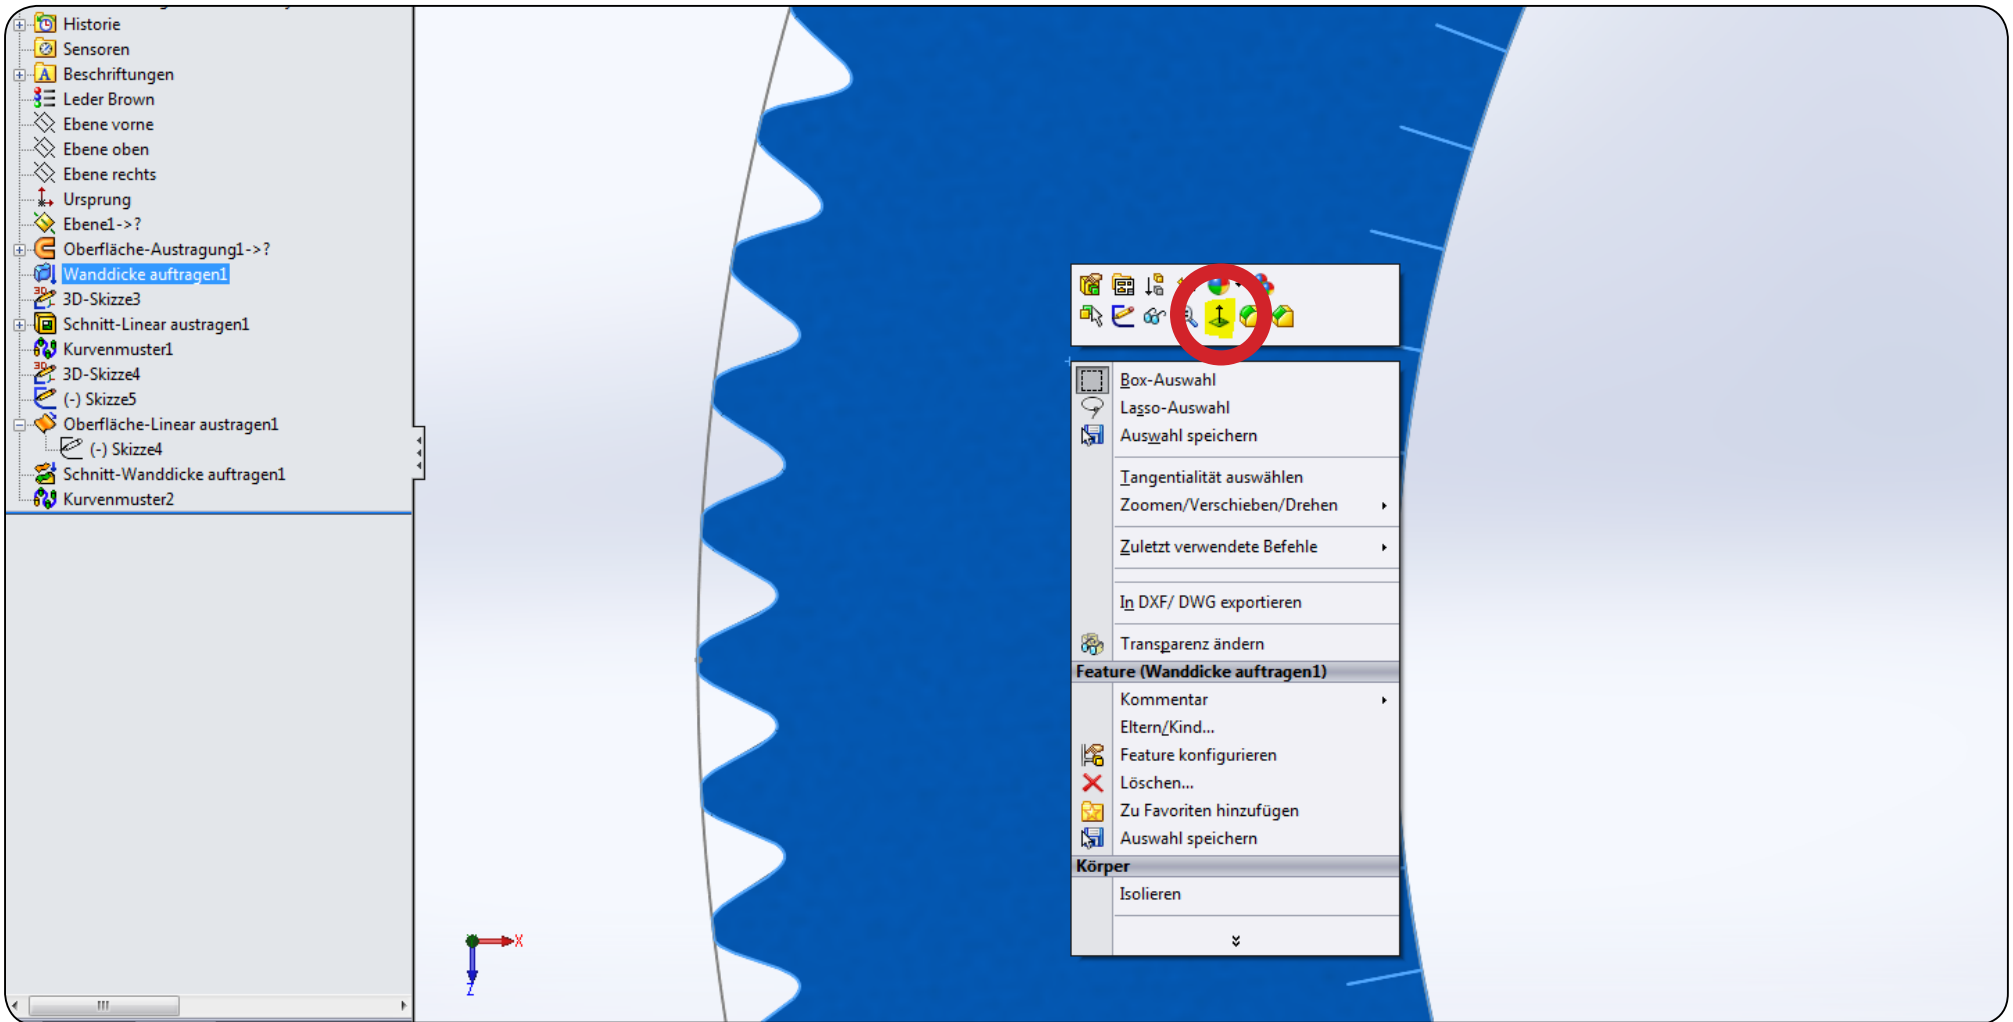 Historie
Sensoren
A Beschriftungen
Leder Brown
Ebene vorne
Ebene oben
Ebene rechts
Ursprung
Ebene1->?
Oberfläche-Austragung1->?
Wanddicke auftragen1
3D 3D-Skizze3
Schnitt-Linear austragen1
Kurvenmuster1
3D 3D-Skizze4
(-) Skizze5
Oberfläche-Linear austragen1
(-) Skizze4
Schnitt-Wanddicke auftragen1
Kurvenmuster2
Box-Auswahl
Lasso-Auswahl
Auswahl speichern
Tangentialität auswählen
Zoomen/Verschieben/Drehen
Zuletzt verwendete Befehle
In DXF/ DWG exportieren
Transparenz ändern
Feature (Wanddicke auftragen1)
Kommentar
Eltern/Kind...
Feature konfigurieren
Löschen...
Zu Favoriten hinzufügen
Auswahl speichern
Körper
Isolieren
X
Z